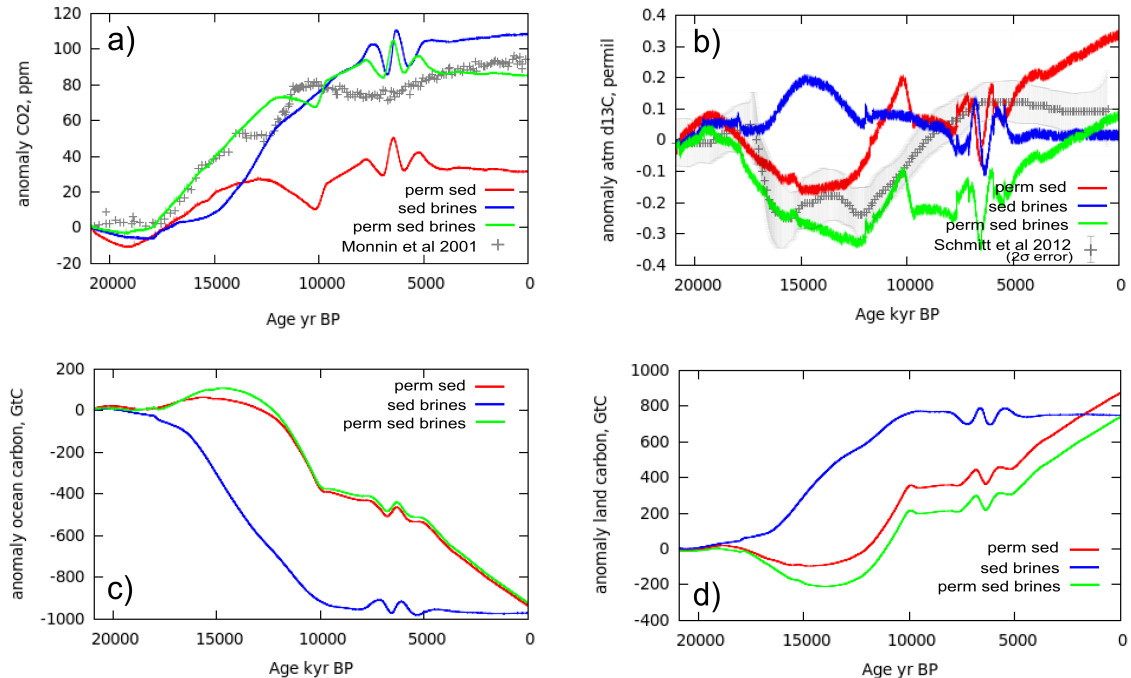 a)
anomaly CO2, ppm
120
100
80
60
40
20
0
-20
perm sed
sed brines
perm sed brines
Monnin et al 2001
20000 15000 10000 5000 0
Age yr BP
b)
anomaly atm d13C, permil
0.4
0.3
0.2
0.1
0
-0.1
-0.2
-0.3
-0.4
perm sed
sed brines
perm sed brines
Schmitt et al 2012
(2σ error)
20000 15000 10000 5000 0
Age kyr BP
c)
anomaly ocean carbon, GtC
200
0
-200
-400
-600
-800
-1000
perm sed
sed brines
perm sed brines
20000 15000 10000 5000 0
Age kyr BP
d)
anomaly land carbon, GtC
1000
800
600
400
200
0
-200
-400
perm sed
sed brines
perm sed brines
20000 15000 10000 5000 0
Age yr BP